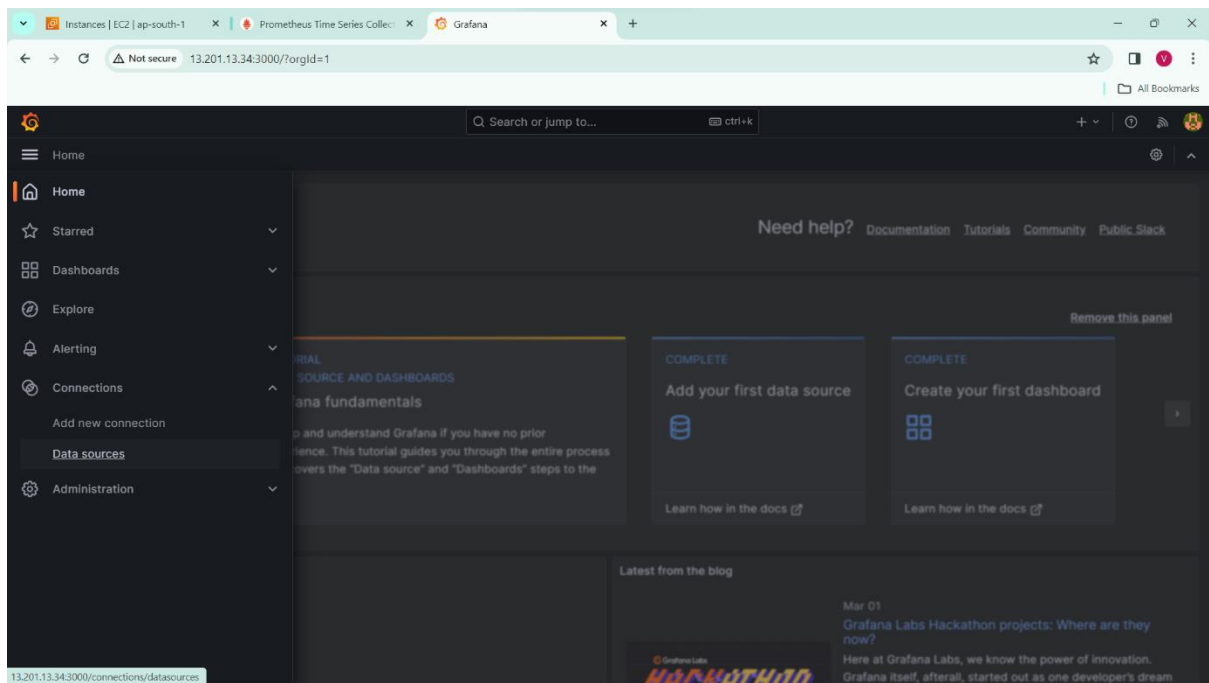 Instances | EC2 | ap-south-1
Prometheus Time Series Collec
Grafana
Not secure
13.201.13.34:3000/?orgId=1
V
All Bookmarks
Search or jump to...
ctrl+k
Home
Home
Starred
Dashboards
Explore
Alerting
Connections
Add new connection
Data sources
Administration
Need help? Documentation Tutorials Community Public Slack
Remove this panel
RIAL
SOURCE AND DASHBOARDS
ana fundamentals
p and understand Grafana if you have no prior
ience. This tutorial guides you through the entire process
overs the "Data source" and "Dashboards" steps to the
COMPLETE
Add your first data source
Learn how in the docs
COMPLETE
Create your first dashboard
Learn how in the docs
Latest from the blog
Mar 01
Grafana Labs Hackathon projects: Where are they
now?
Here at Grafana Labs, we know the power of innovation.
Grafana itself, afterall, started out as one developer's dream
Grafana Labs
HACKATHON
13.201.13.34:3000/connections/datasources